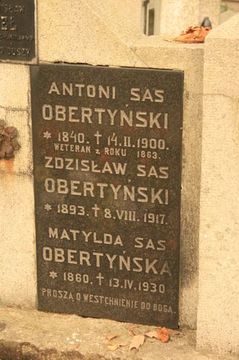 ANTONI SAS
OBERTYŃSKI
* 1840. † 14.II.1900.
WETERAN Z ROKU 1863.
ZDZISŁAW SAS
OBERTYŃSKI
* 1893. † 8.VIII.1917.
MATYLDA SAS
OBERTYŃSKA
* 1860. † 13.IV.1930
PROSZĄ O WESTCHNIENIE DO BOGA